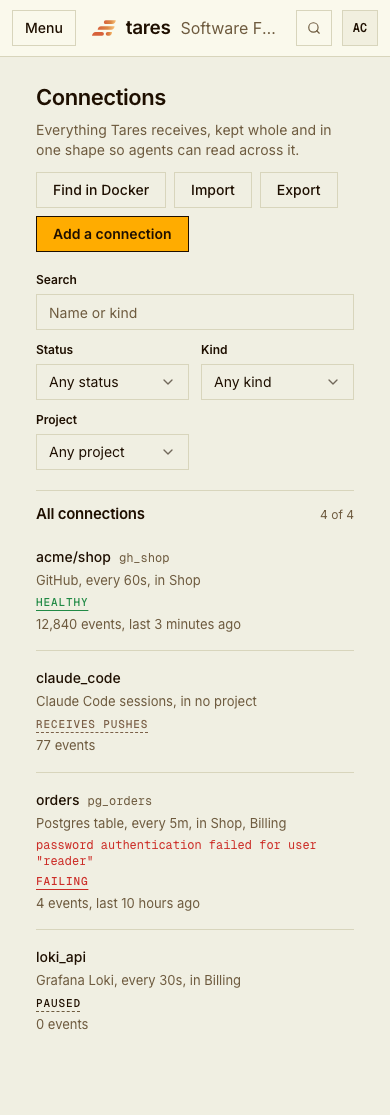 Menu
tares Software F...
AC
Connections
Everything Tares receives, kept whole and in
one shape so agents can read across it.
Find in Docker Import Export
Add a connection
Search
Name or kind
Status Kind
Any status Any kind
Project
Any project
All connections 4 of 4
acme/shop gh_shop
GitHub, every 60s, in Shop
HEALTHY
12,840 events, last 3 minutes ago
claude_code
Claude Code sessions, in no project
RECEIVES PUSHES
77 events
orders pg_orders
Postgres table, every 5m, in Shop, Billing
password authentication failed for user
"reader"
FAILING
4 events, last 10 hours ago
loki_api
Grafana Loki, every 30s, in Billing
PAUSED
0 events